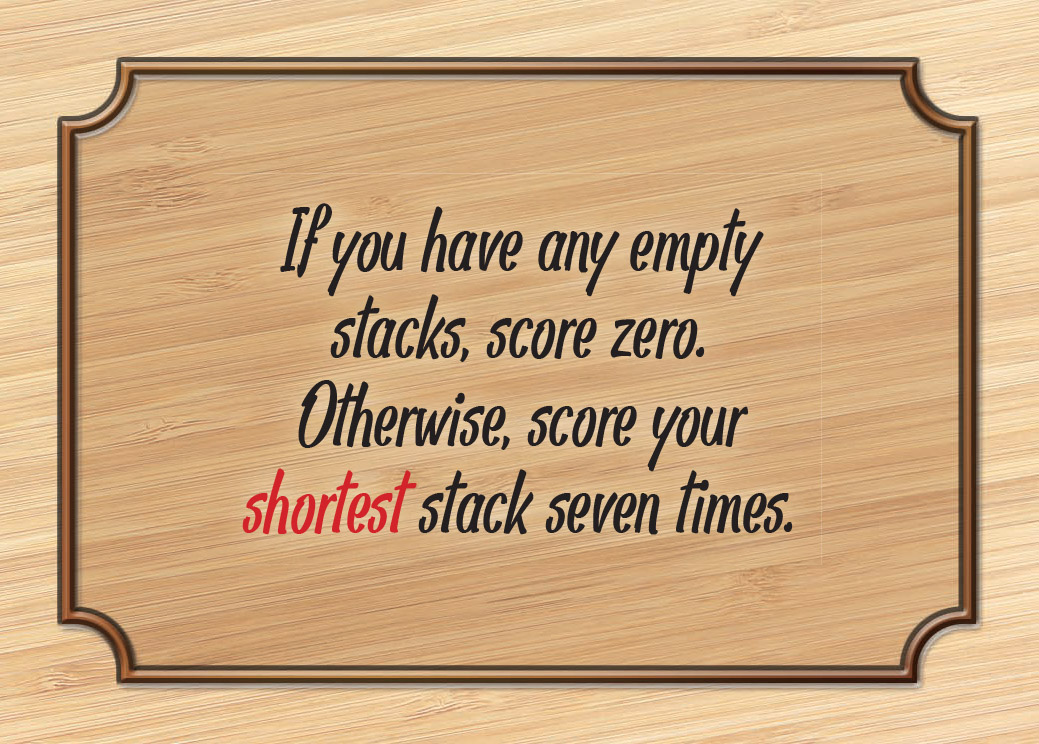 If you have any empty
stacks, score zero.
Otherwise, score your
shortest stack seven times.